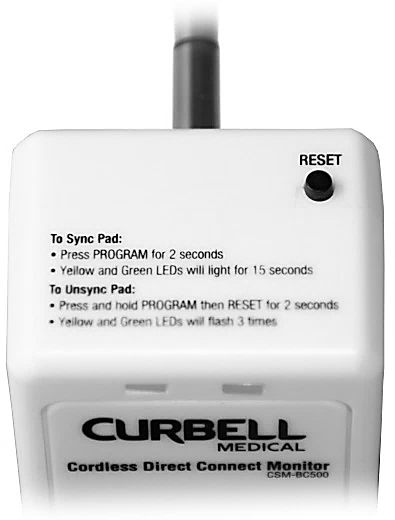 RESET
To Sync Pad:
• Press PROGRAM for 2 seconds
• Yellow and Green LEDs will light for 15 seconds
To Unsync Pad:
• Press and hold PROGRAM then RESET for 2 seconds
• Yellow and Green LEDs will flash 3 times
CURBELL
MEDICAL
Cordless Direct Connect Monitor
CSM-BC500